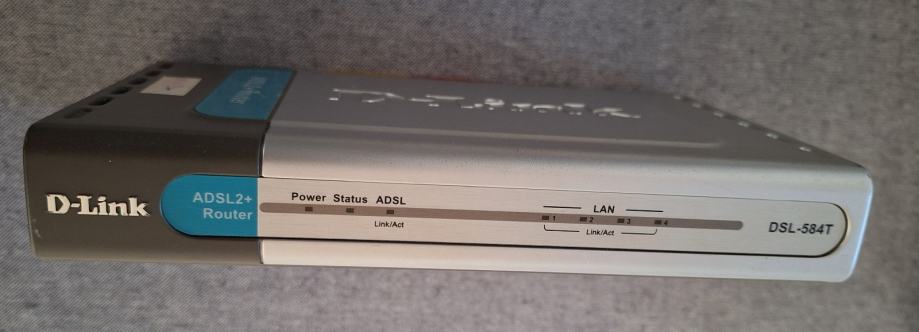 D-Link
ADSL2+
Router
Power Status ADSL
Link/Act
LAN
1 2 3 4
Link/Act
DSL-584T